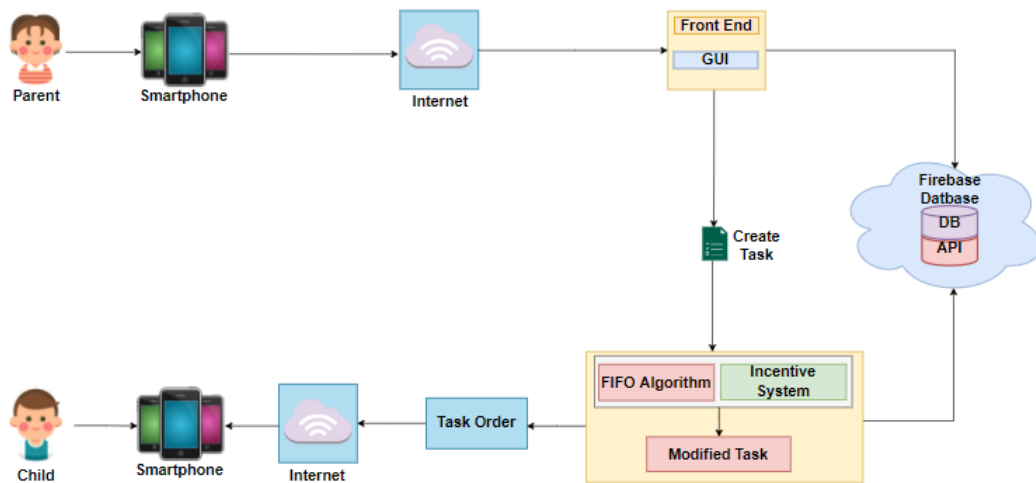 Front End
GUI
Parent
Smartphone
Internet
Firebase
Datbase
DB
API
Create
Task
FIFO Algorithm
Incentive
System
Task Order
Modified Task
Child
Smartphone
Internet